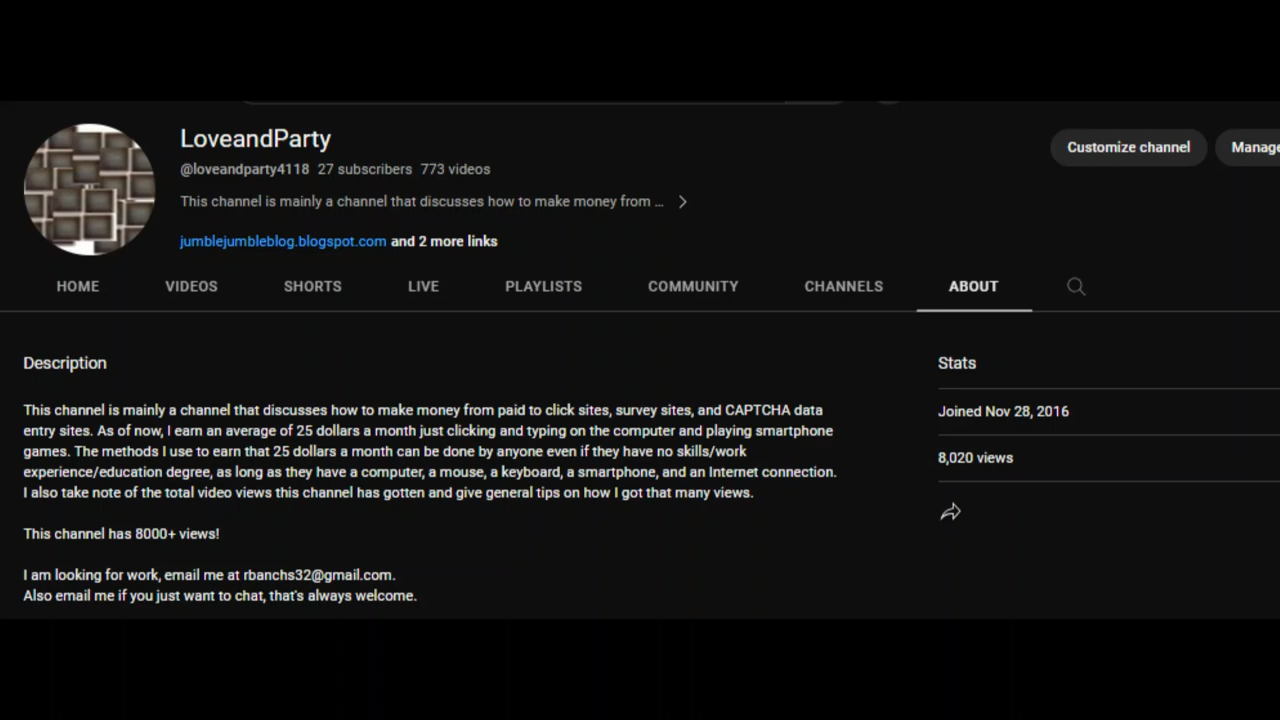 LoveandParty
@loveandparty4118 27 subscribers 773 videos
This channel is mainly a channel that discusses how to make money from ...
jumblejumbleblog.blogspot.com and 2 more links
Customize channel
Manage
HOME VIDEOS SHORTS LIVE PLAYLISTS COMMUNITY CHANNELS ABOUT
Description
This channel is mainly a channel that discusses how to make money from paid to click sites, survey sites, and CAPTCHA data
entry sites. As of now, I earn an average of 25 dollars a month just clicking and typing on the computer and playing smartphone
games. The methods I use to earn that 25 dollars a month can be done by anyone even if they have no skills/work
experience/education degree, as long as they have a computer, a mouse, a keyboard, a smartphone, and an Internet connection.
I also take note of the total video views this channel has gotten and give general tips on how I got that many views.
This channel has 8000+ views!
I am looking for work, email me at rbanchs32@gmail.com.
Also email me if you just want to chat, that's always welcome.
Stats
Joined Nov 28, 2016
8,020 views